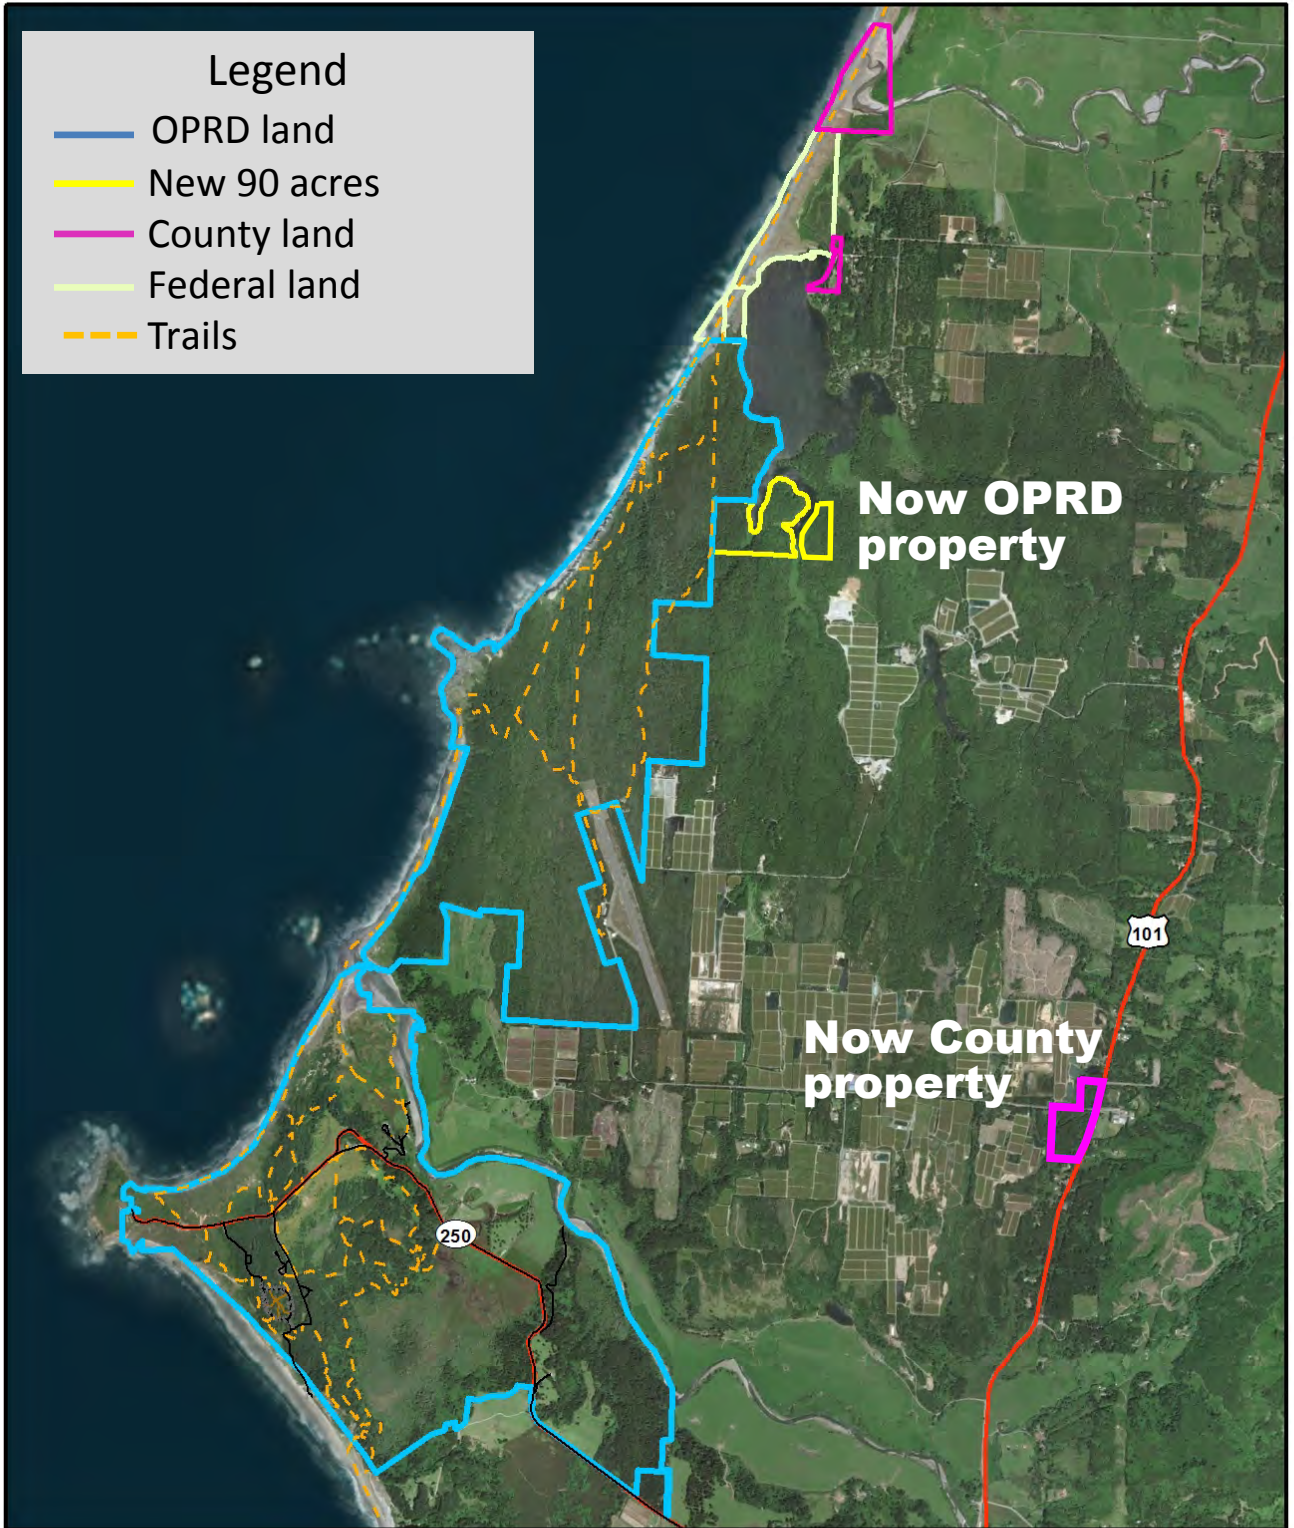 Legend
OPRD land
New 90 acres
County land
Federal land
Trails
Now OPRD
property
101
Now County
property
250